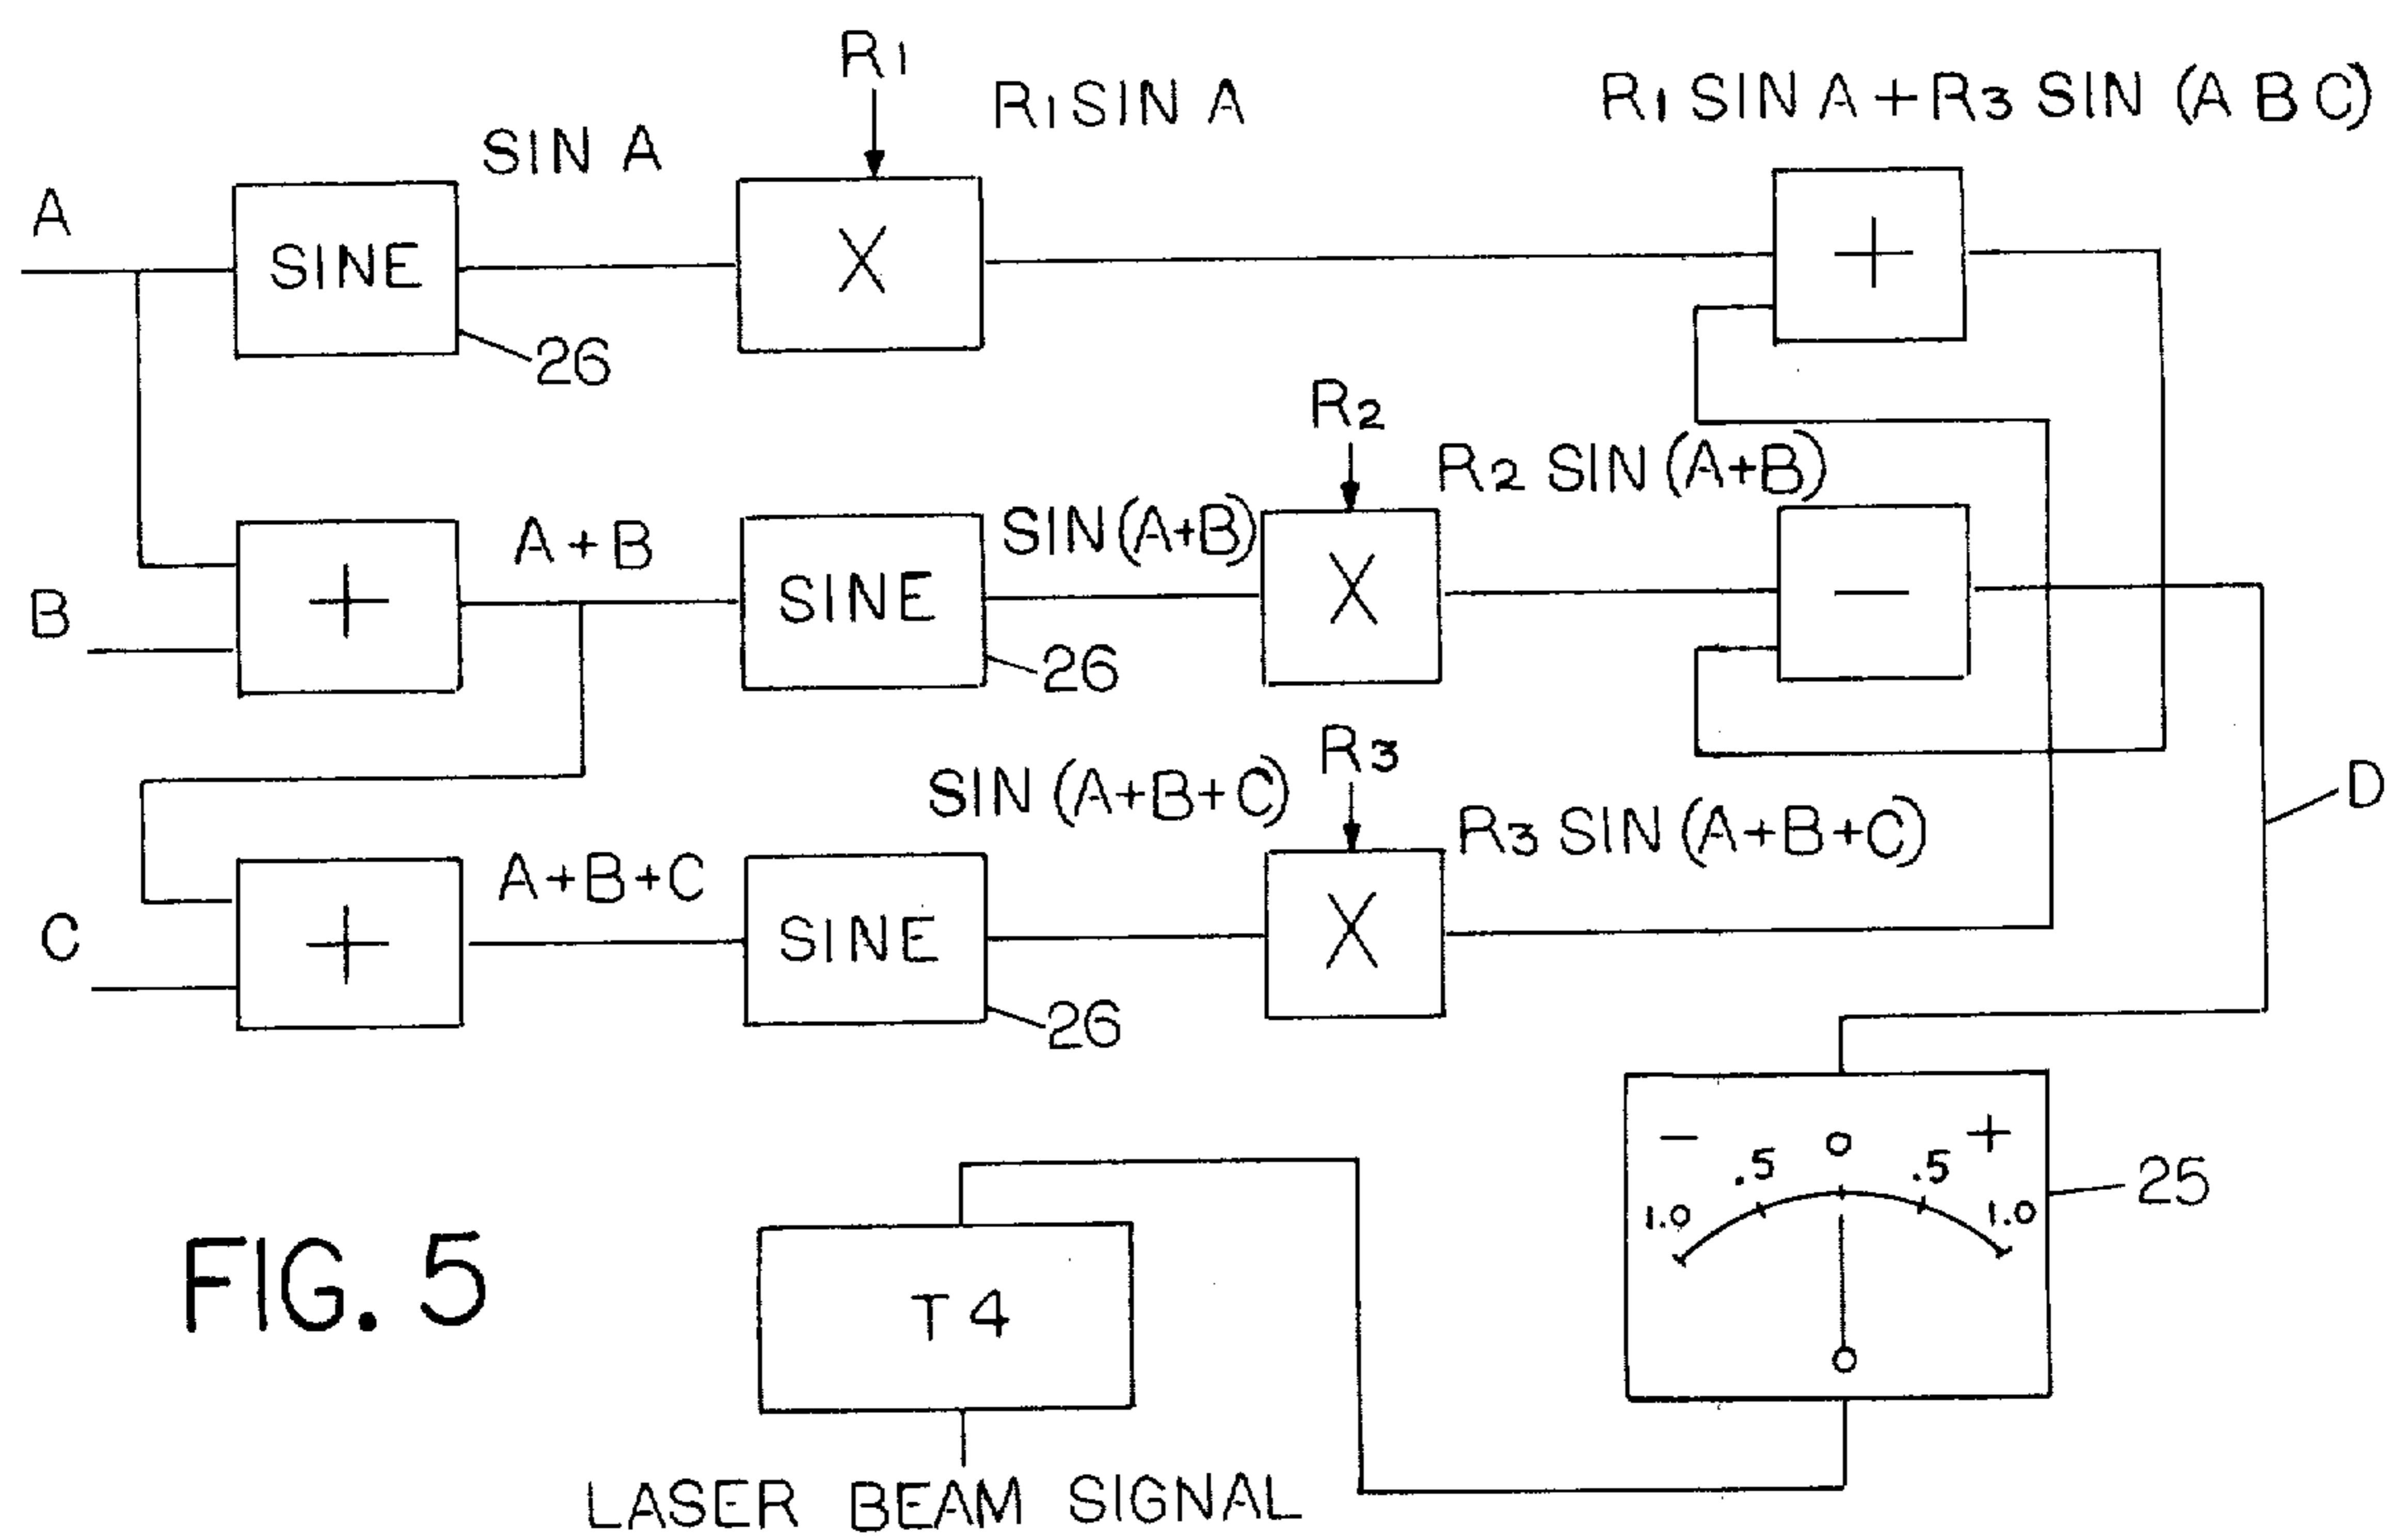 R1
R1 SIN A
R1 SIN A + R3 SIN (A B C)
SIN A
A
SINE
X
+
26
R2
R2 SIN (A+B)
A + B
SIN (A+B)
B
+
SINE
X
−
26
SIN (A+B+C)
R3
R3 SIN (A+B+C)
D
A+B+C
C
+
SINE
X
26
− 0 +
.5 .5
1.0 1.0
25
FIG. 5
T4
LASER BEAM SIGNAL